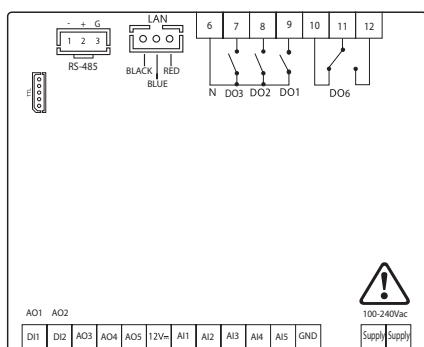 - + G
1 2 3
RS-485
LAN
BLACK RED
BLUE
6 7 8 9 10 11 12
N DO3 DO2 DO1 DO6
TTL
100-240Vac
AO1 AO2
DI1 DI2 AO3 AO4 AO5 12V⎓ AI1 AI2 AI3 AI4 AI5 GND Supply Supply